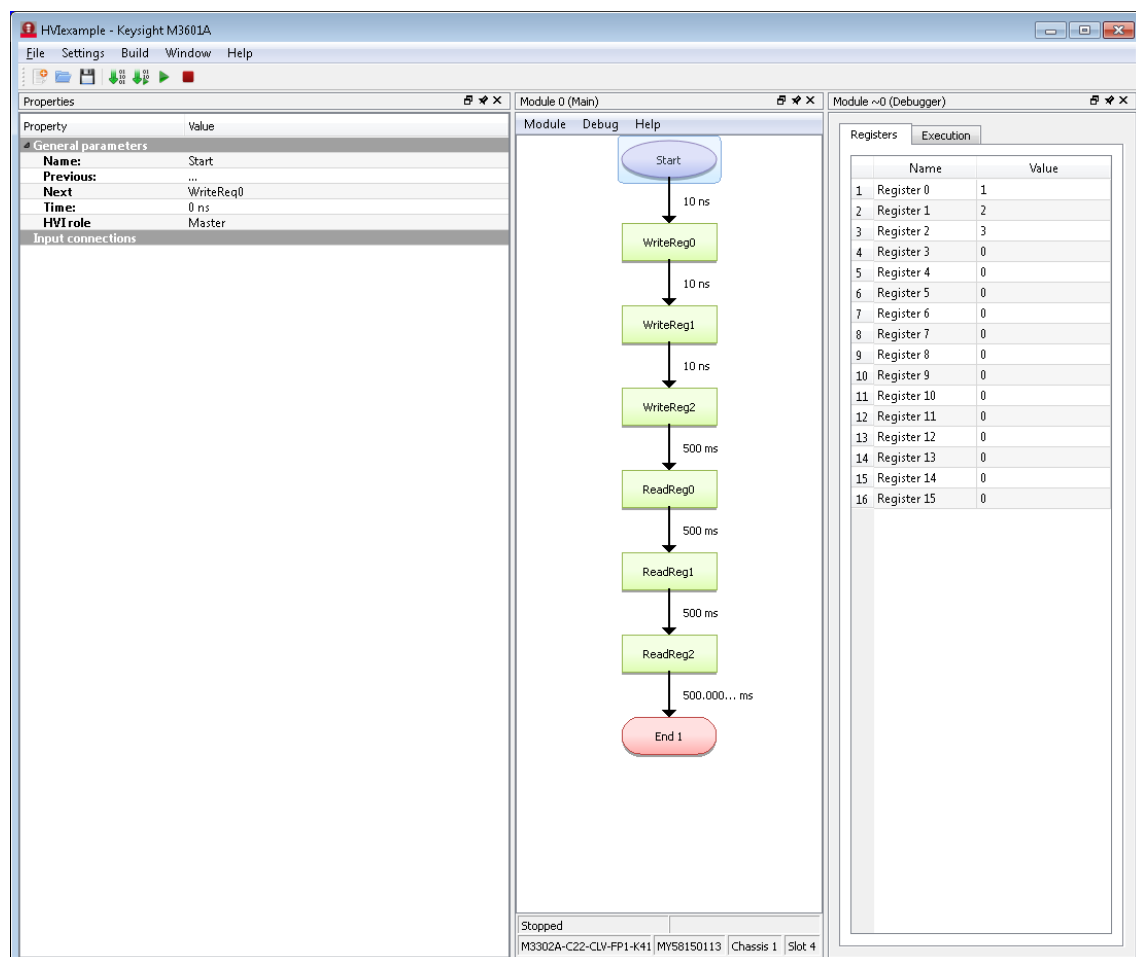 HVIexample - Keysight M3601A
File Settings Build Window Help
Properties
Property Value
General parameters
Name: Start
Previous: ...
Next WriteReg0
Time: 0 ns
HVI role Master
Input connections
Module 0 (Main)
Module Debug Help
Start
10 ns
WriteReg0
10 ns
WriteReg1
10 ns
WriteReg2
500 ms
ReadReg0
500 ms
ReadReg1
500 ms
ReadReg2
500.000... ms
End 1
Stopped
M3302A-C22-CLV-FP1-K41 MY58150113 Chassis 1 Slot 4
Module ~0 (Debugger)
Registers Execution
Name Value
1 Register 0 1
2 Register 1 2
3 Register 2 3
4 Register 3 0
5 Register 4 0
6 Register 5 0
7 Register 6 0
8 Register 7 0
9 Register 8 0
10 Register 9 0
11 Register 10 0
12 Register 11 0
13 Register 12 0
14 Register 13 0
15 Register 14 0
16 Register 15 0